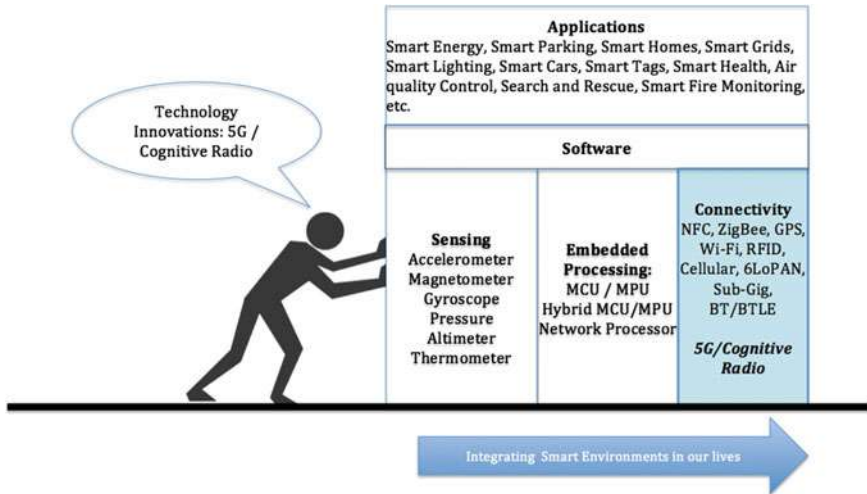 Applications
Smart Energy, Smart Parking, Smart Homes, Smart Grids,
Smart Lighting, Smart Cars, Smart Tags, Smart Health, Air
quality Control, Search and Rescue, Smart Fire Monitoring,
etc.
Technology
Innovations: 5G /
Cognitive Radio
Software
Sensing
Accelerometer
Magnetometer
Gyroscope
Pressure
Altimeter
Thermometer
Embedded
Processing:
MCU / MPU
Hybrid MCU/MPU
Network Processor
Connectivity
NFC, ZigBee, GPS,
Wi-Fi, RFID,
Cellular, 6LoPAN,
Sub-Gig,
BT/BTLE
5G/Cognitive
Radio
Integrating Smart Environments in our lives